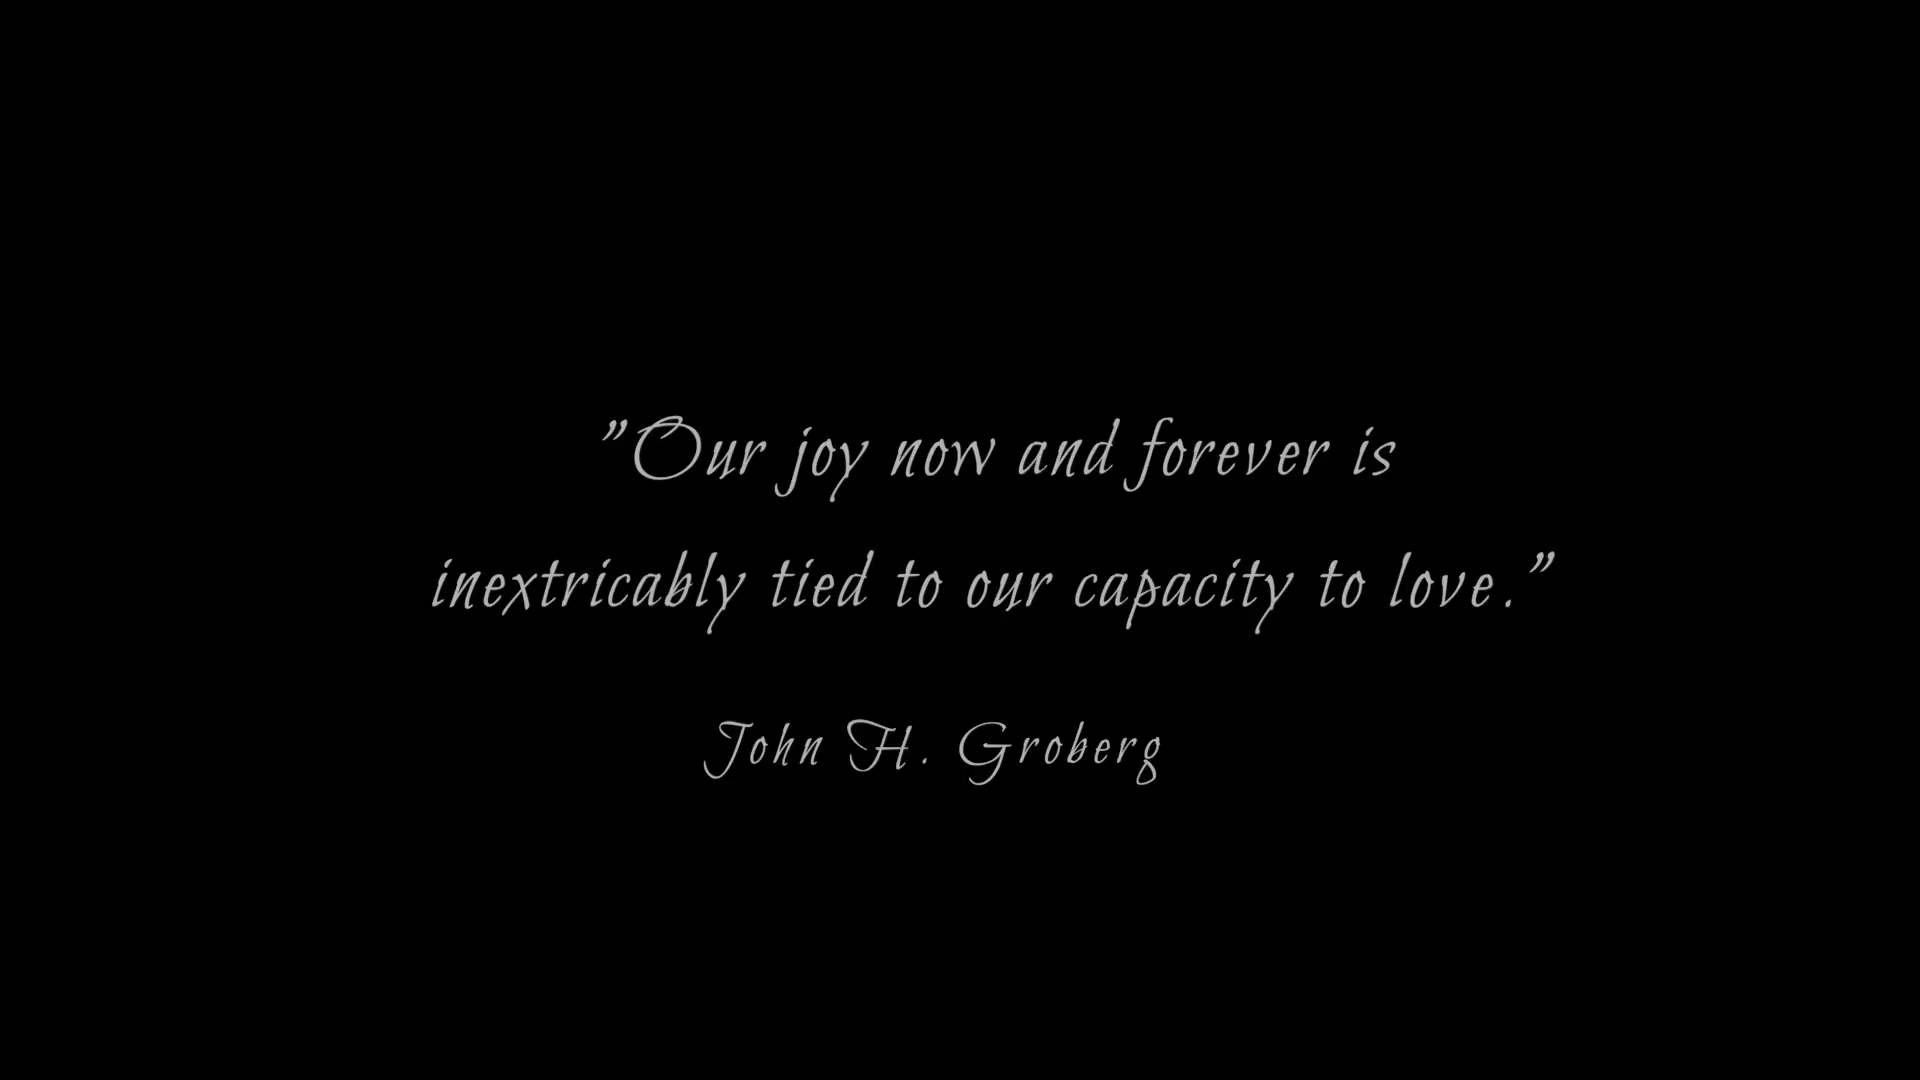 "Our joy now and forever is
inextricably tied to our capacity to love."
John H. Groberg